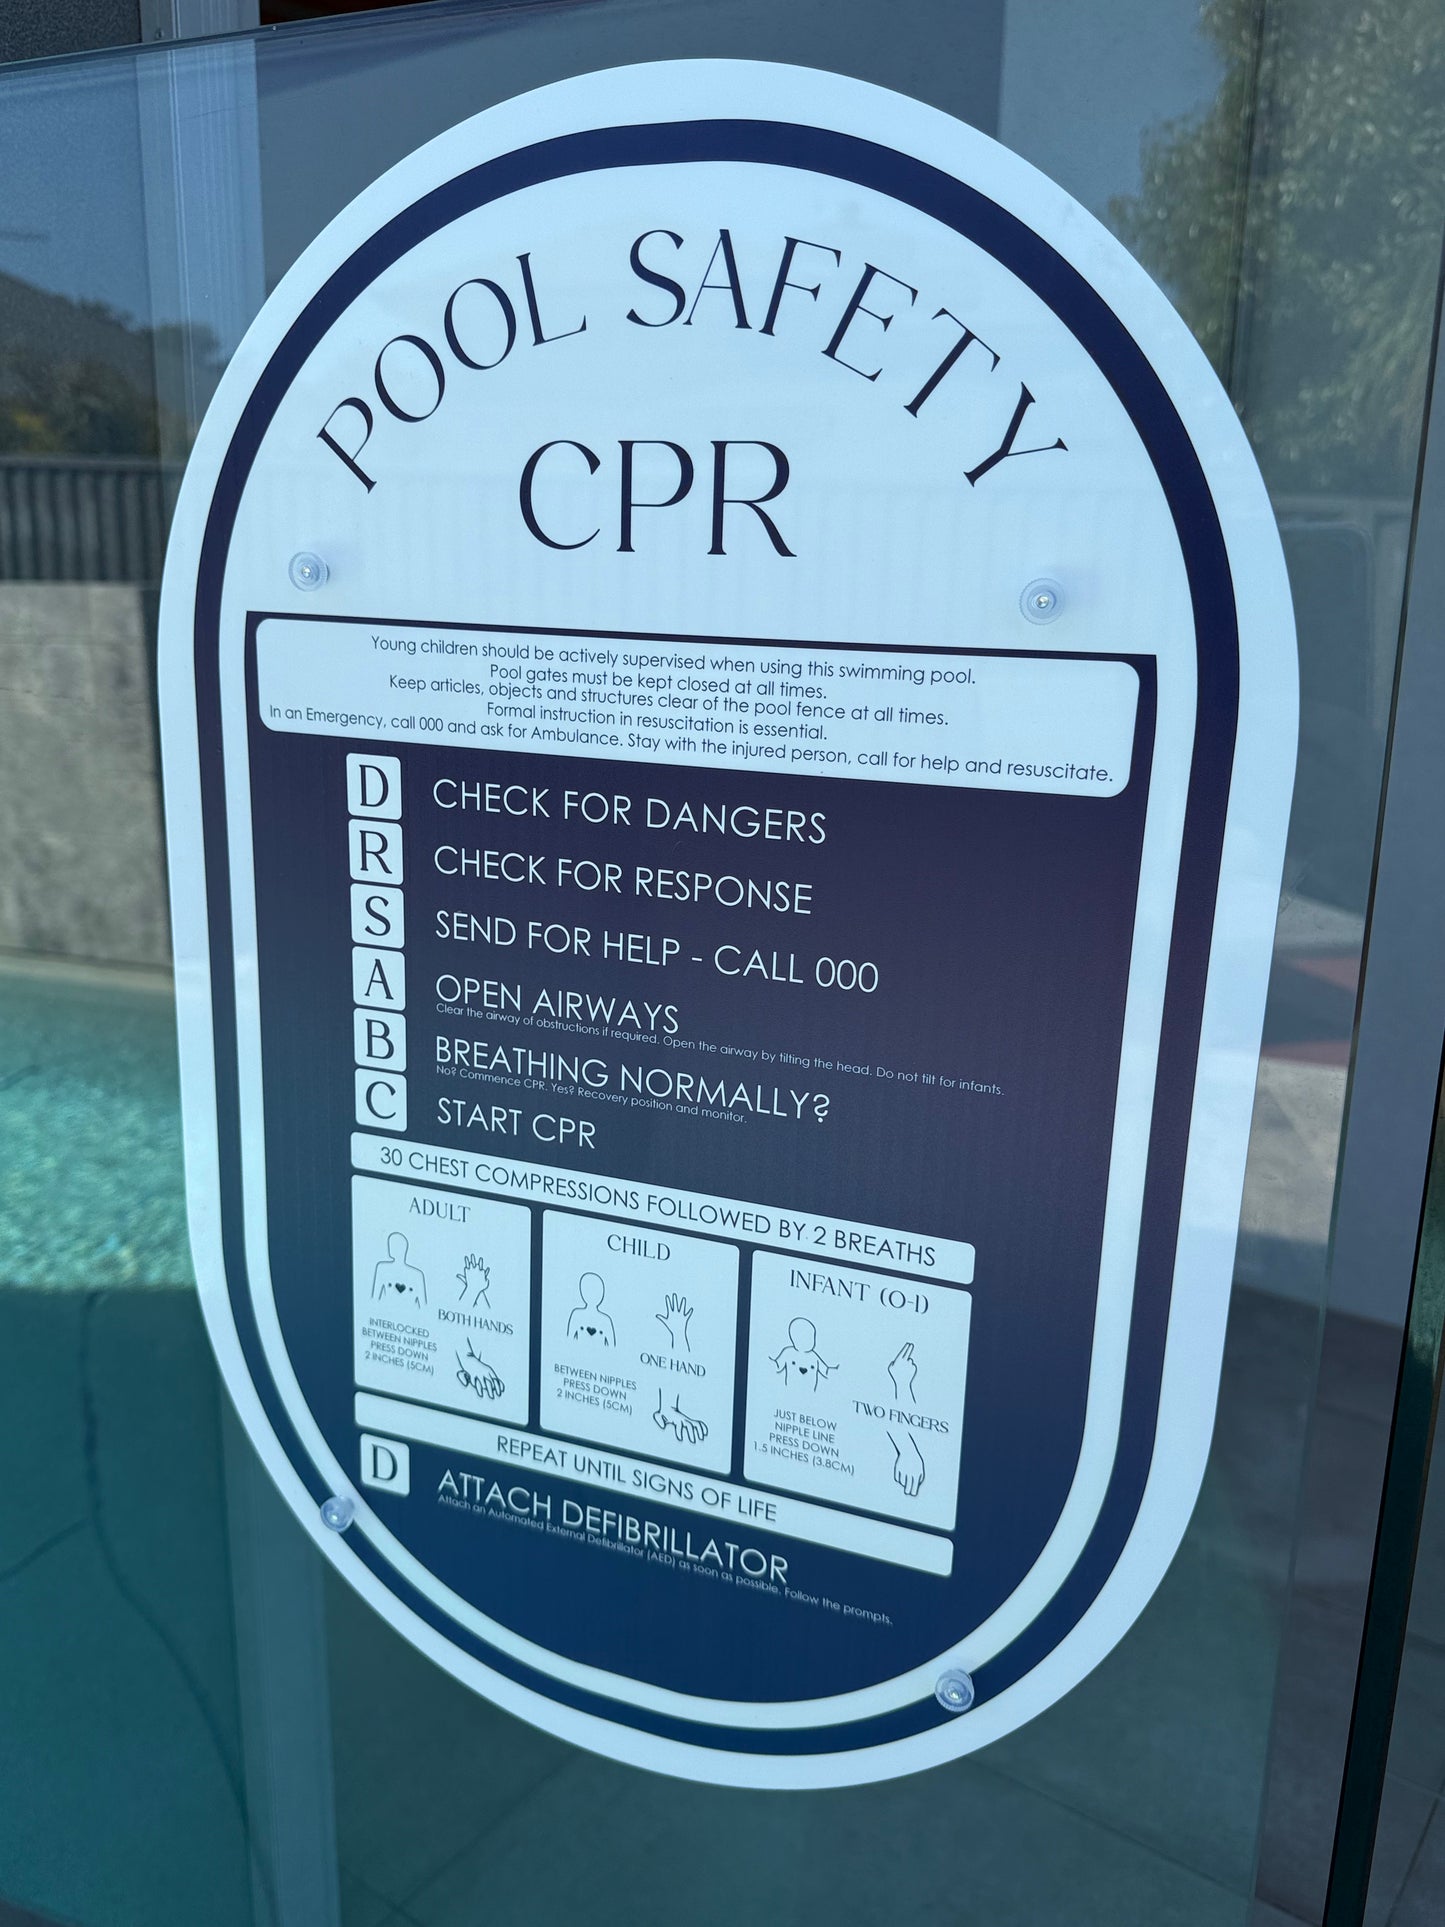 POOL SAFETY
CPR
Young children should be actively supervised when using this swimming pool.
Pool gates must be kept closed at all times.
Keep articles, objects and structures clear of the pool fence at all times.
Formal instruction in resuscitation is essential.
In an Emergency, call 000 and ask for Ambulance. Stay with the injured person, call for help and resuscitate.
D CHECK FOR DANGERS
R CHECK FOR RESPONSE
S SEND FOR HELP - CALL 000
A OPEN AIRWAYS
Clear the airway of obstructions if required. Open the airway by tilting the head. Do not tilt for infants.
B BREATHING NORMALLY?
No? Commence CPR. Yes? Recovery position and monitor.
C START CPR
30 CHEST COMPRESSIONS FOLLOWED BY 2 BREATHS
ADULT
BOTH HANDS
INTERLOCKED
BETWEEN NIPPLES
PRESS DOWN
2 INCHES (5CM)
CHILD
ONE HAND
BETWEEN NIPPLES
PRESS DOWN
2 INCHES (5CM)
INFANT (0-1)
TWO FINGERS
JUST BELOW
NIPPLE LINE
PRESS DOWN
1.5 INCHES (3.8CM)
REPEAT UNTIL SIGNS OF LIFE
D ATTACH DEFIBRILLATOR
Attach an Automated External Defibrillator (AED) as soon as possible. Follow the prompts.